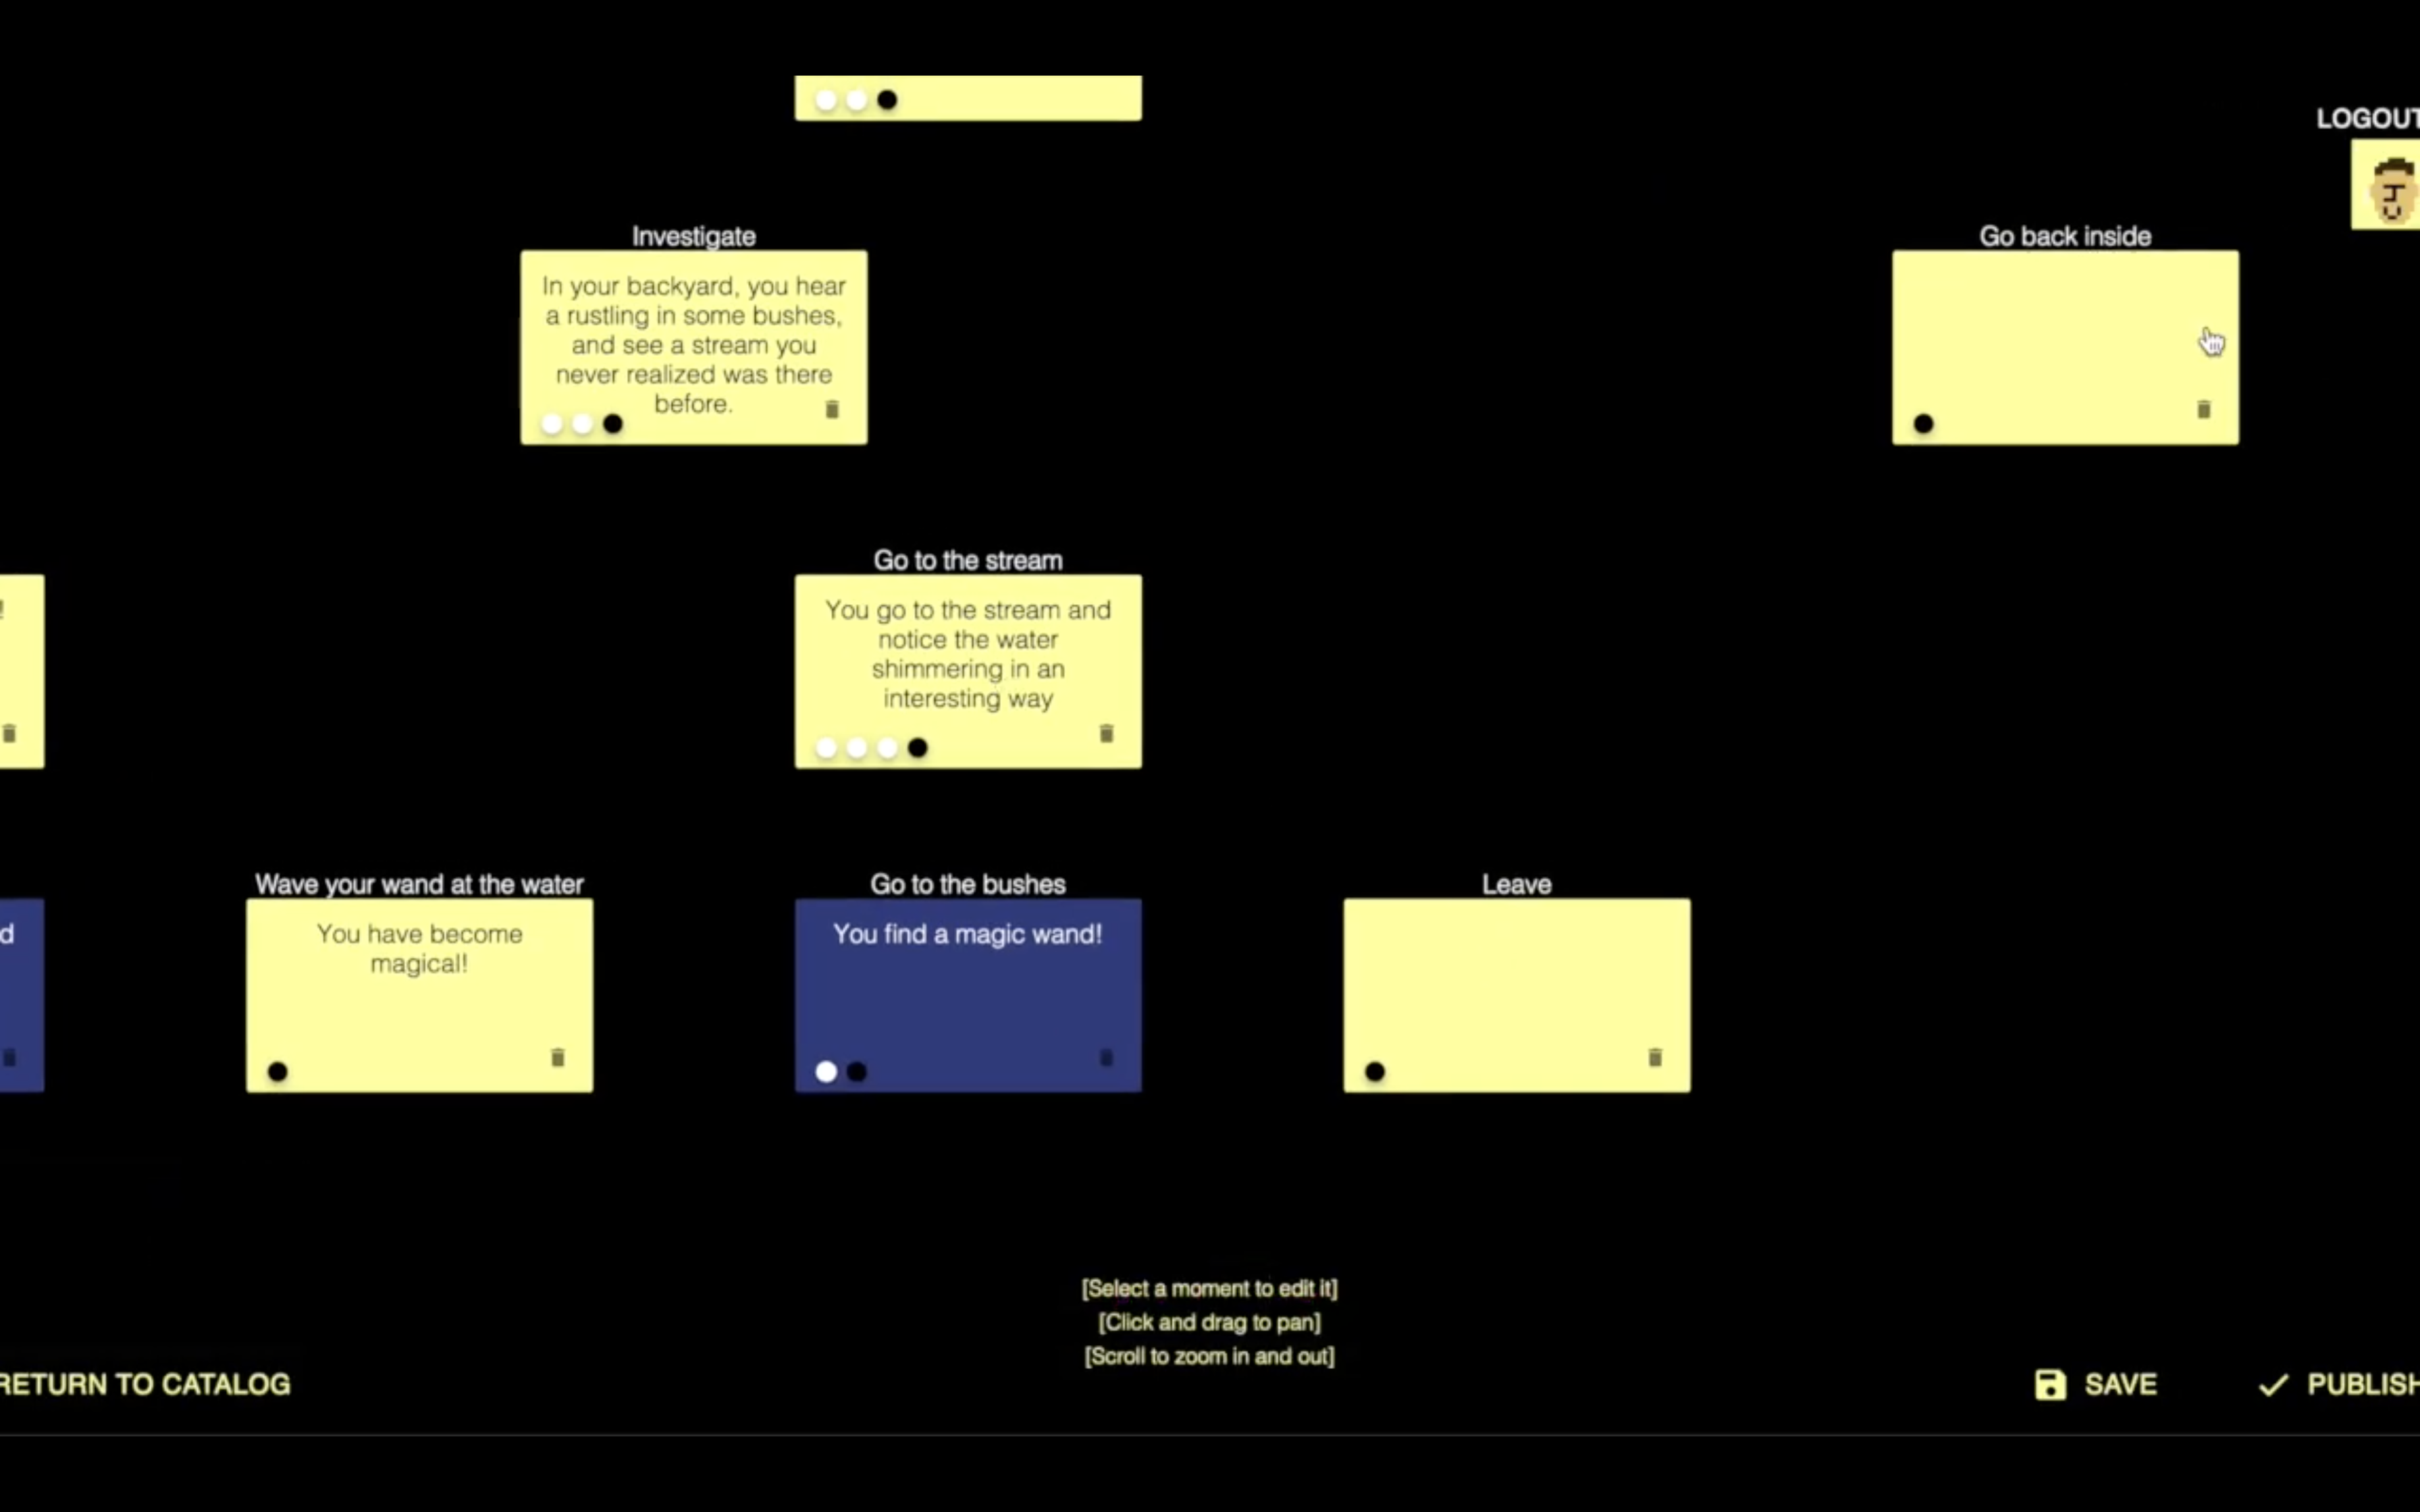 LOGOUT
Investigate
Go back inside
In your backyard, you hear
a rustling in some bushes,
and see a stream you
never realized was there
before.
Go to the stream
!
You go to the stream and
notice the water
shimmering in an
interesting way
Wave your wand at the water
Go to the bushes
Leave
d
You have become
magical!
You find a magic wand!
[Select a moment to edit it]
[Click and drag to pan]
[Scroll to zoom in and out]
RETURN TO CATALOG
SAVE
PUBLISH